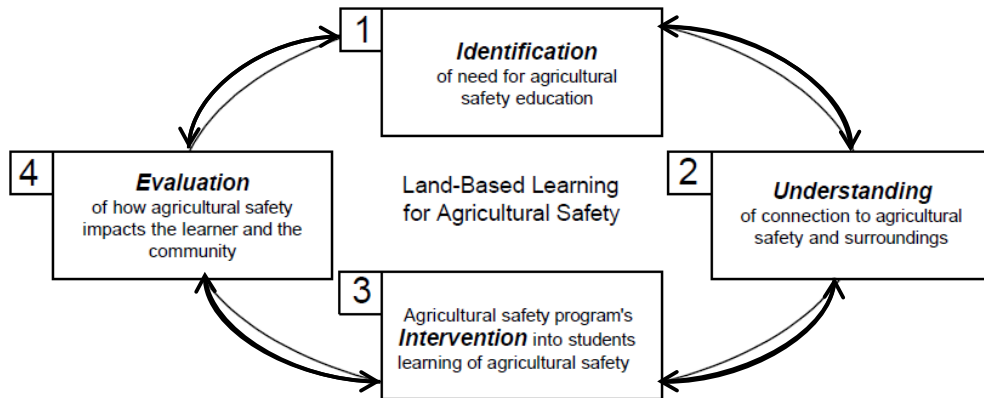 1
Identification
of need for agricultural
safety education
2
Understanding
of connection to agricultural
safety and surroundings
3
Agricultural safety program's
Intervention into students
learning of agricultural safety
4
Evaluation
of how agricultural safety
impacts the learner and the
community
Land-Based Learning
for Agricultural Safety